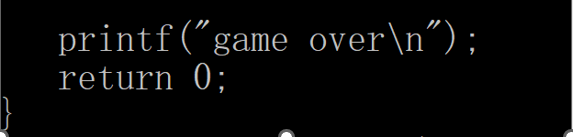 printf("game over\n");
return 0;
}